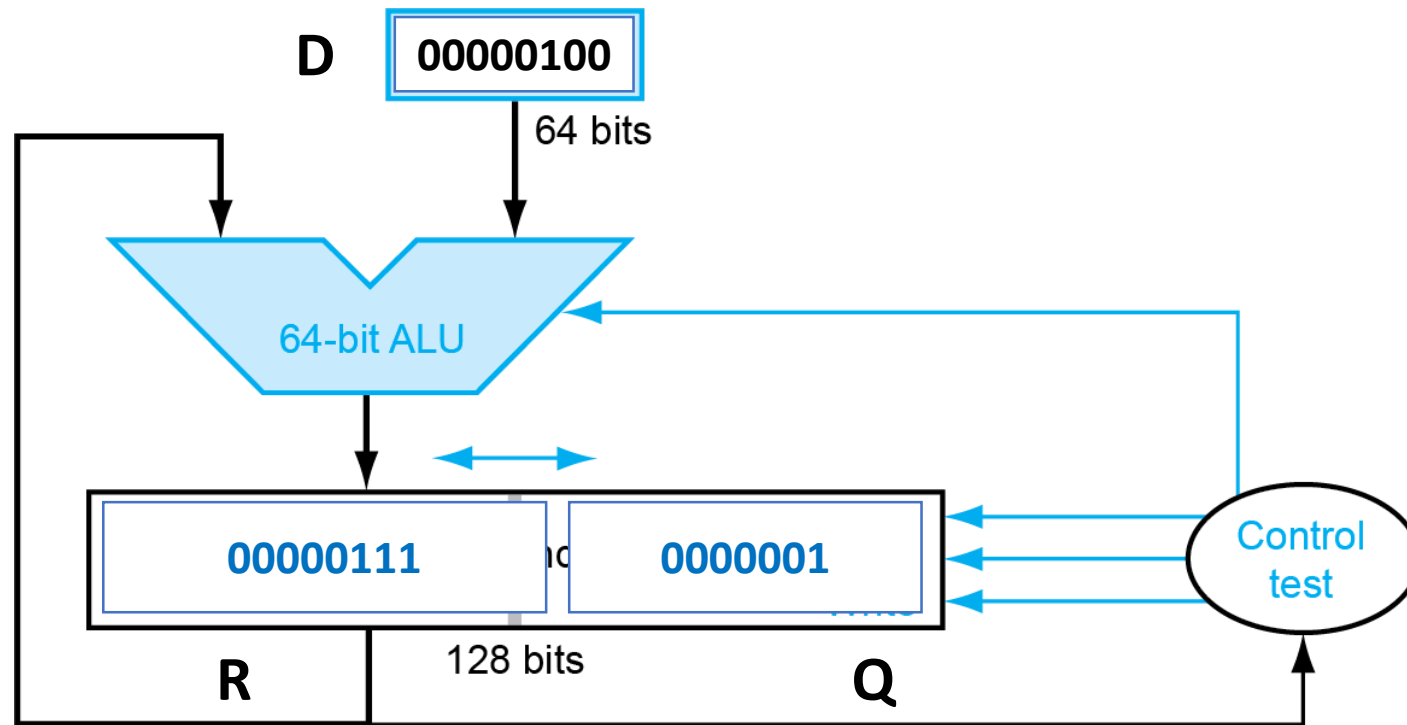 D
00000100
64 bits
64-bit ALU
00000111
0000001
Control
test
128 bits
R
Q